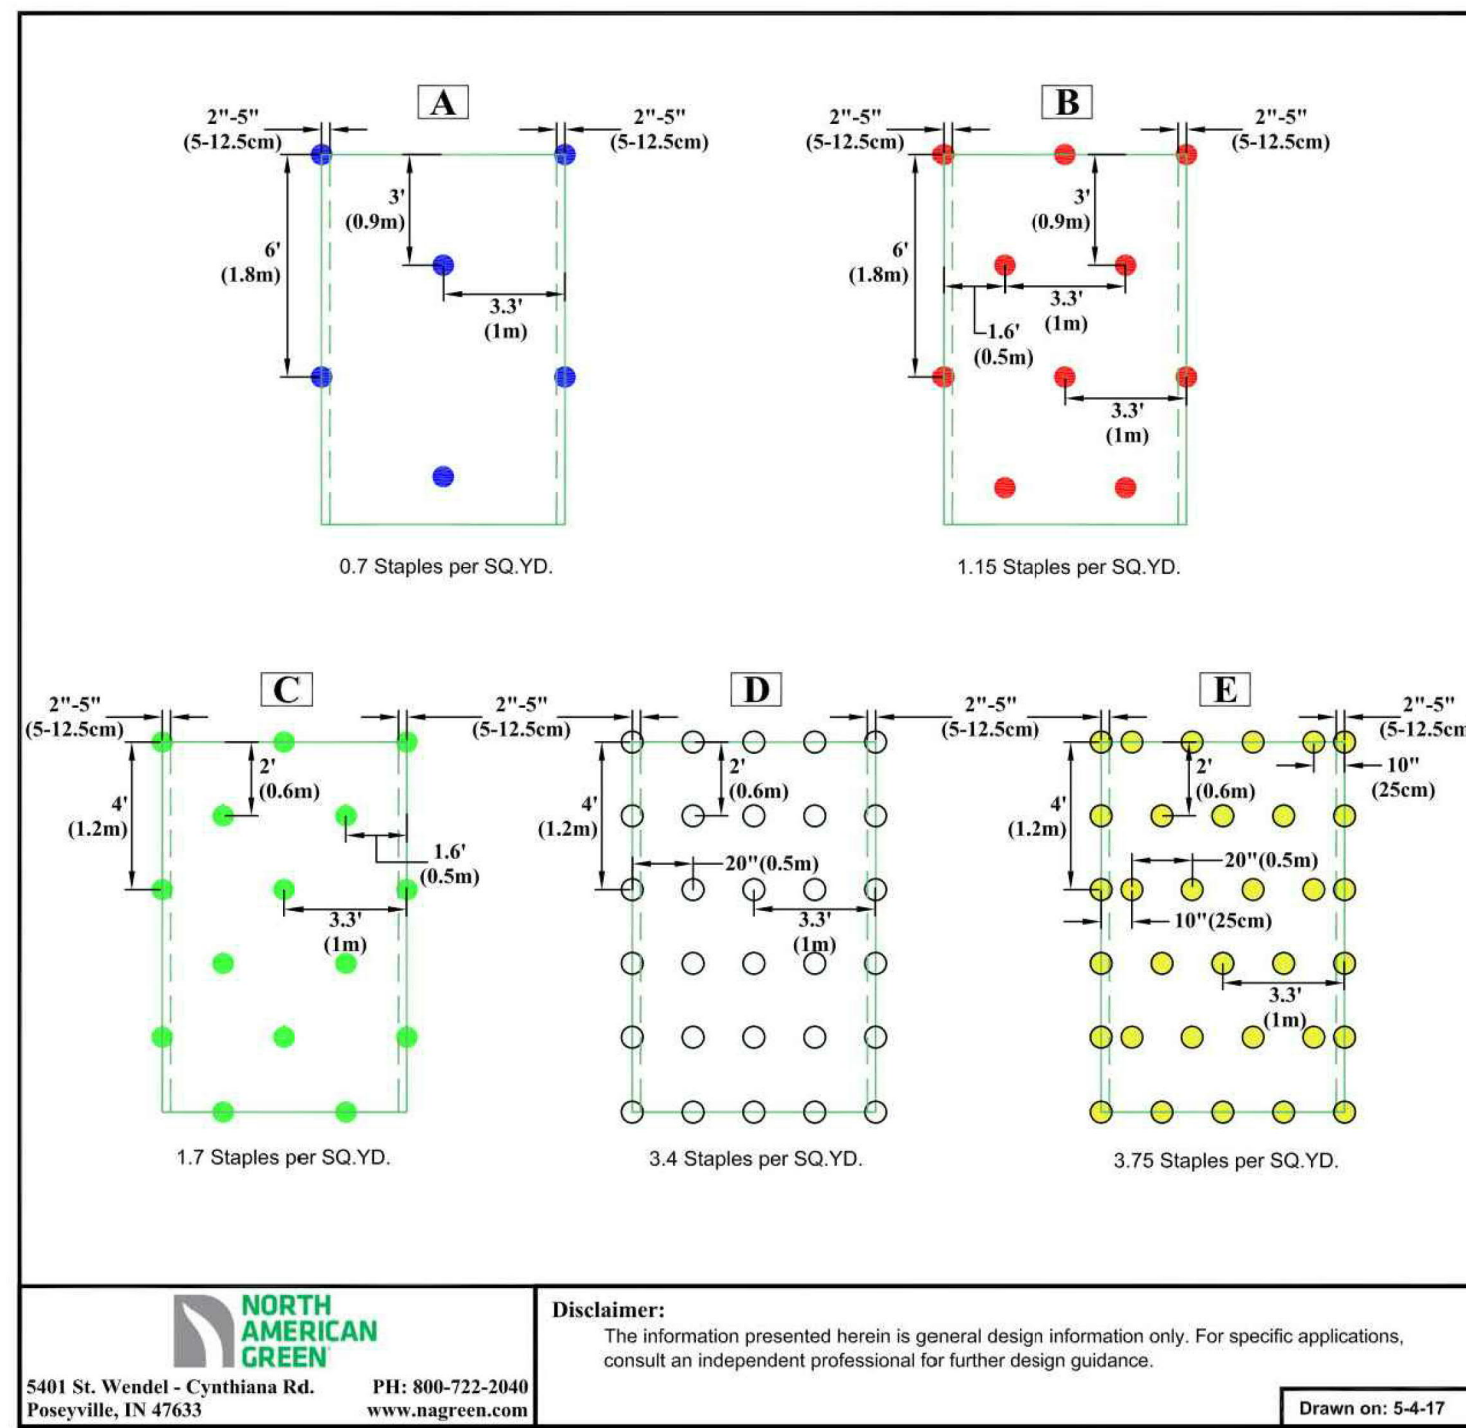 A
2"-5"
(5-12.5cm)
2"-5"
(5-12.5cm)
3'
(0.9m)
6'
(1.8m)
3.3'
(1m)
0.7 Staples per SQ.YD.
B
2"-5"
(5-12.5cm)
2"-5"
(5-12.5cm)
3'
(0.9m)
6'
(1.8m)
3.3'
(1m)
1.6'
(0.5m)
3.3'
(1m)
1.15 Staples per SQ.YD.
C
2"-5"
(5-12.5cm)
2"-5"
(5-12.5cm)
2'
(0.6m)
4'
(1.2m)
1.6'
(0.5m)
3.3'
(1m)
1.7 Staples per SQ.YD.
D
2"-5"
(5-12.5cm)
2'
(0.6m)
4'
(1.2m)
20"(0.5m)
3.3'
(1m)
3.4 Staples per SQ.YD.
E
2"-5"
(5-12.5cm
2'
(0.6m)
10"
(25cm)
4'
(1.2m)
20"(0.5m)
10"(25cm)
3.3'
(1m)
3.75 Staples per SQ.YD.
NORTH
AMERICAN
GREEN
5401 St. Wendel - Cynthiana Rd. PH: 800-722-2040
Poseyville, IN 47633 www.nagreen.com
Disclaimer:
The information presented herein is general design information only. For specific applications,
consult an independent professional for further design guidance.
Drawn on: 5-4-17